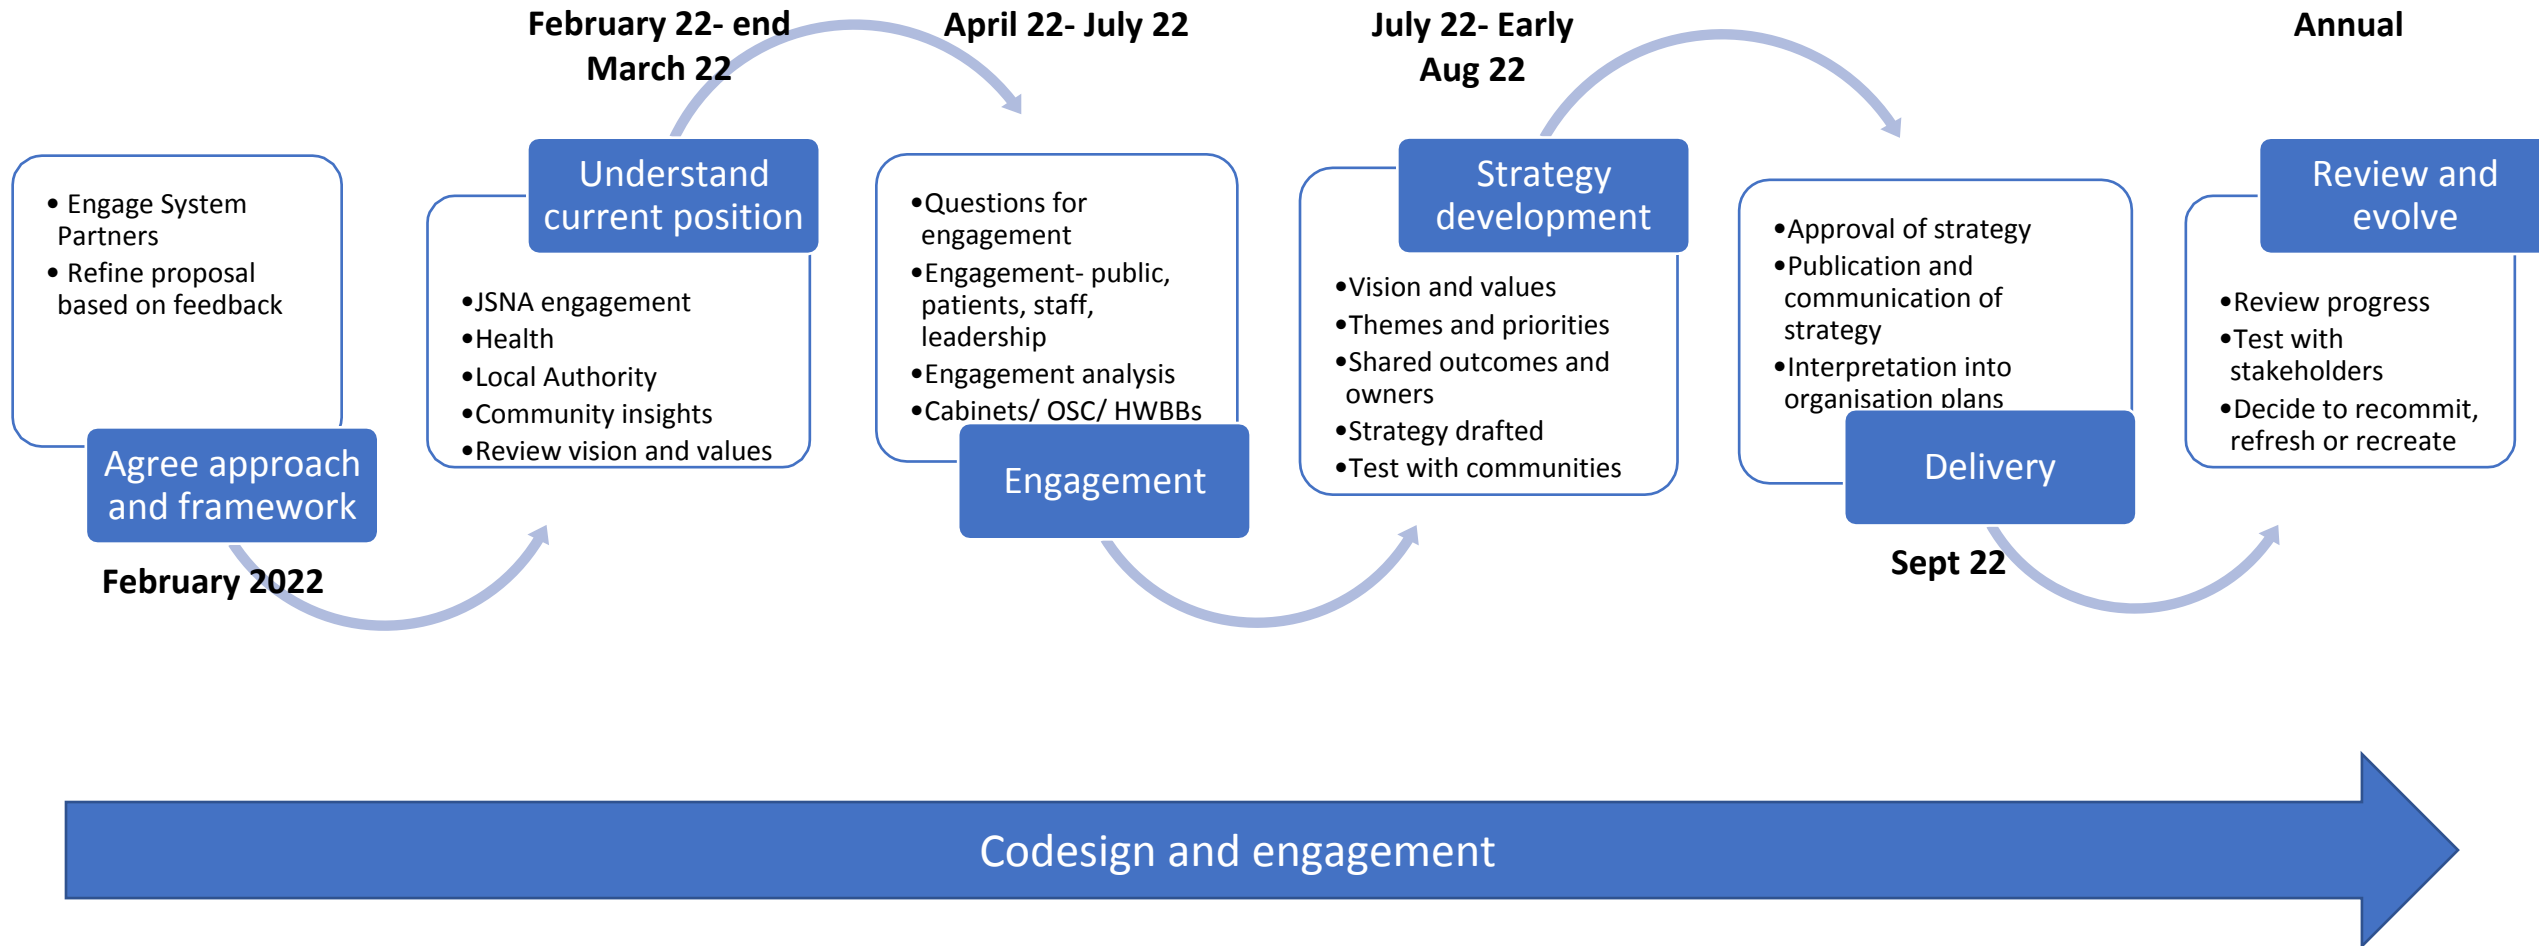 February 22- end
March 22
April 22- July 22
July 22- Early
Aug 22
Annual
• Engage System
Partners
• Refine proposal
based on feedback
Agree approach
and framework
February 2022
Understand
current position
•JSNA engagement
•Health
•Local Authority
•Community insights
•Review vision and values
•Questions for
engagement
•Engagement- public,
patients, staff,
leadership
•Engagement analysis
•Cabinets/ OSC/ HWBBs
Engagement
Strategy
development
•Vision and values
•Themes and priorities
•Shared outcomes and
owners
•Strategy drafted
•Test with communities
•Approval of strategy
•Publication and
communication of
strategy
•Interpretation into
organisation plans
Delivery
Sept 22
Review and
evolve
•Review progress
•Test with
stakeholders
•Decide to recommit,
refresh or recreate
Codesign and engagement